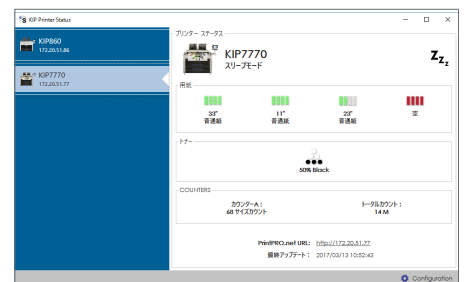 KIP Printer Status
KIP860
172.20.51.86
KIP7770
172.20.51.77
プリンター ステータス
KIP7770
スリープモード
ZZz
用紙
33" 11" 23" 空
普通紙 普通紙 普通紙
トナー
50% Black
COUNTERS
カウンターA： トータルカウント：
68 サイズカウント 14 M
PrintPRO.net URL: http://172.20.51.77
最終アップデート： 2017/03/13 10:52:43
Configuration